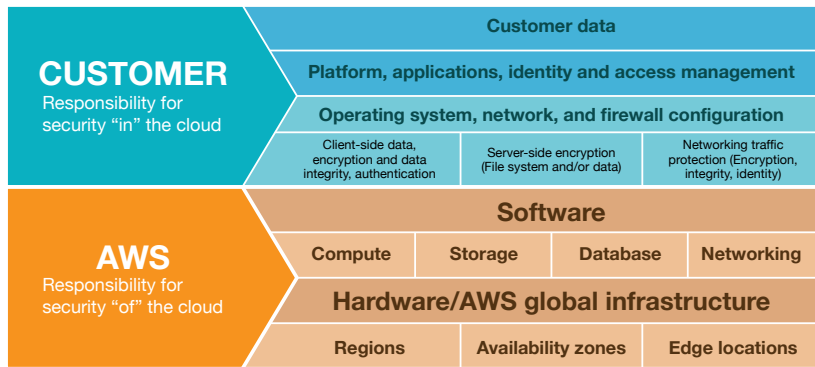 CUSTOMER
Responsibility for
security “in” the cloud
Customer data
Platform, applications, identity and access management
Operating system, network, and firewall configuration
Client-side data,
encryption and data
integrity, authentication
Server-side encryption
(File system and/or data)
Networking traffic
protection (Encryption,
integrity, identity)
AWS
Responsibility for
security “of” the cloud
Software
Compute
Storage
Database
Networking
Hardware/AWS global infrastructure
Regions
Availability zones
Edge locations